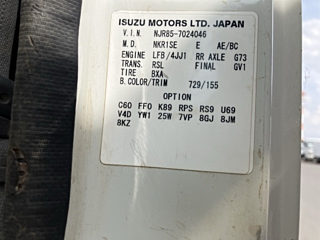 ISUZU MOTORS LTD. JAPAN
V.I.N. NJR85-7024046
M.D. NKR1SE E AE/BC
ENGINE LFB/4JJ1 RR AXLE G73
TRANS. RSL FINAL GV1
TIRE BXA
B.COLOR/TRIM 729/155
OPTION
C60 FF0 K89 RPS RS9 U69
V4D YW1 25W 7VP 8GJ 8JM
8KZ